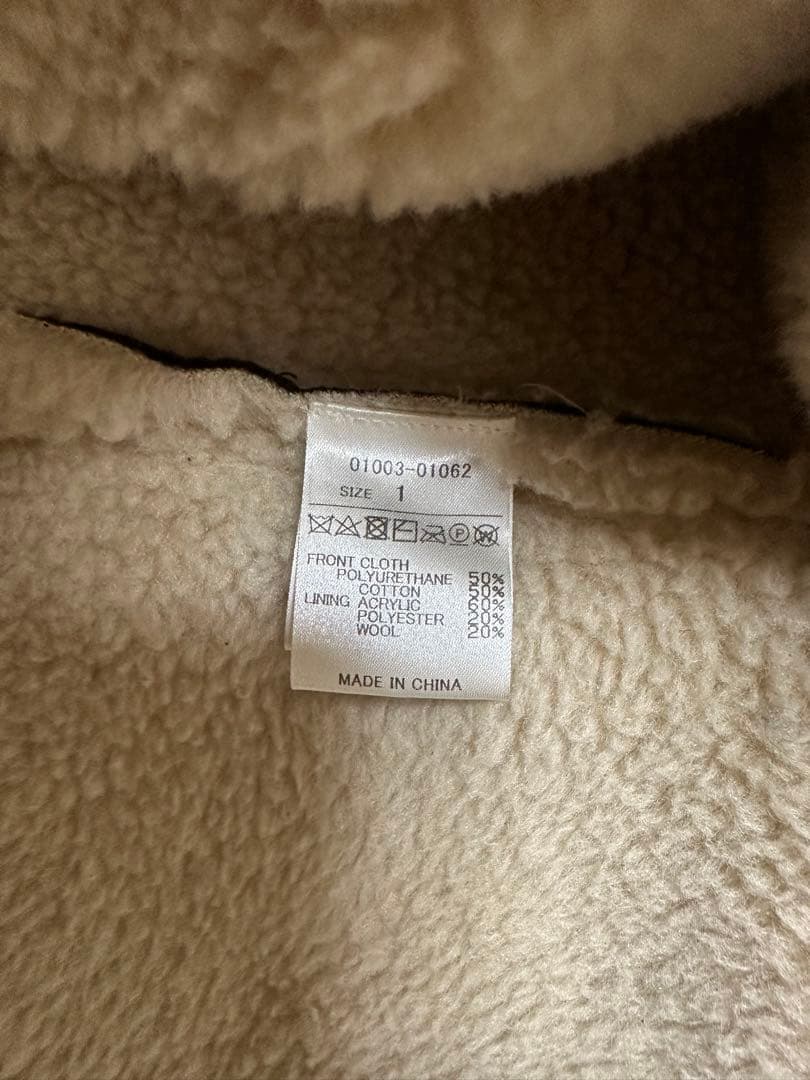 01003-01062
SIZE 1
FRONT CLOTH
POLYURETHANE 50%
COTTON 50%
LINING ACRYLIC 60%
POLYESTER 20%
WOOL 20%
MADE IN CHINA